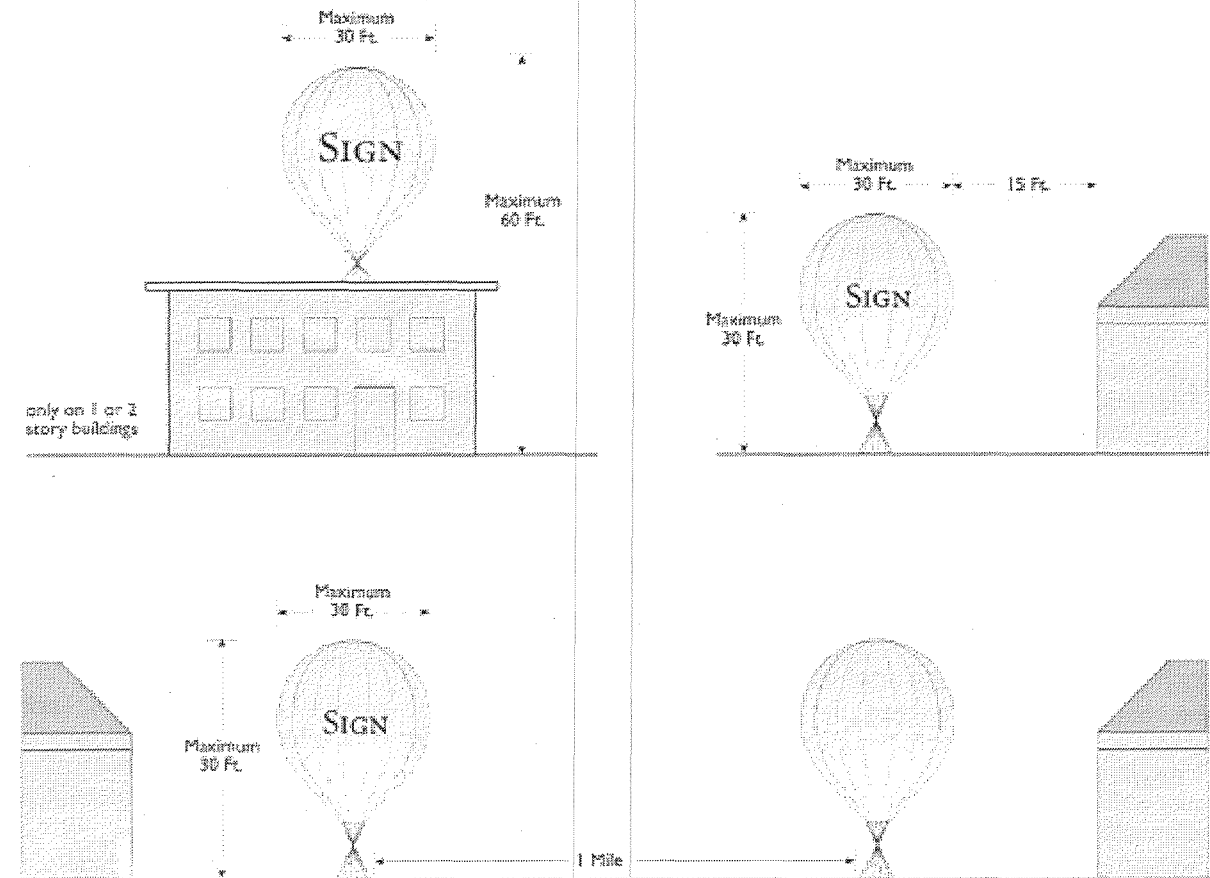 Maximum
30 Ft.
SIGN
Maximum
60 Ft.
only on 1 or 2
story buildings
Maximum
30 Ft.
15 Ft.
SIGN
Maximum
30 Ft.
Maximum
30 Ft.
SIGN
Maximum
30 Ft.
1 Mile